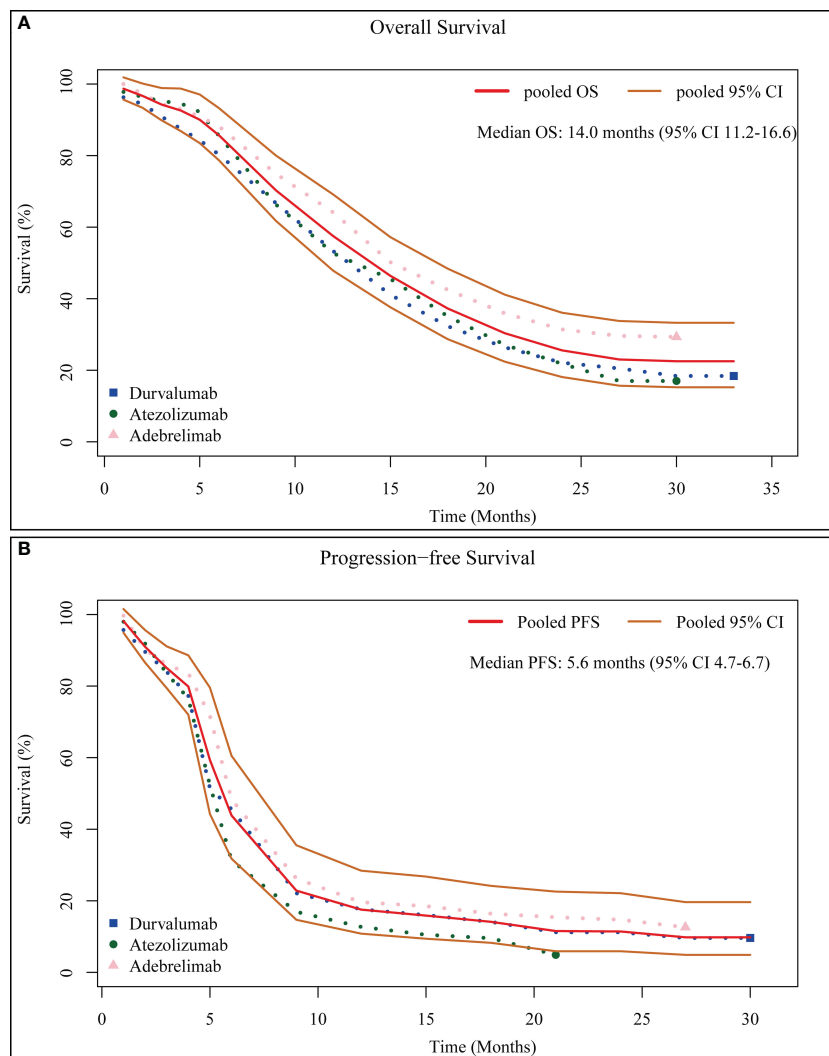 A
Overall Survival
pooled OS
pooled 95% CI
Median OS: 14.0 months (95% CI 11.2-16.6)
100
80
60
40
20
0
Survival (%)
Durvalumab
Atezolizumab
Adebrelimab
0 5 10 15 20 25 30 35
Time (Months)
B
Progression−free Survival
Pooled PFS
Pooled 95% CI
Median PFS: 5.6 months (95% CI 4.7-6.7)
100
80
60
40
20
0
Survival (%)
Durvalumab
Atezolizumab
Adebrelimab
0 5 10 15 20 25 30
Time (Months)